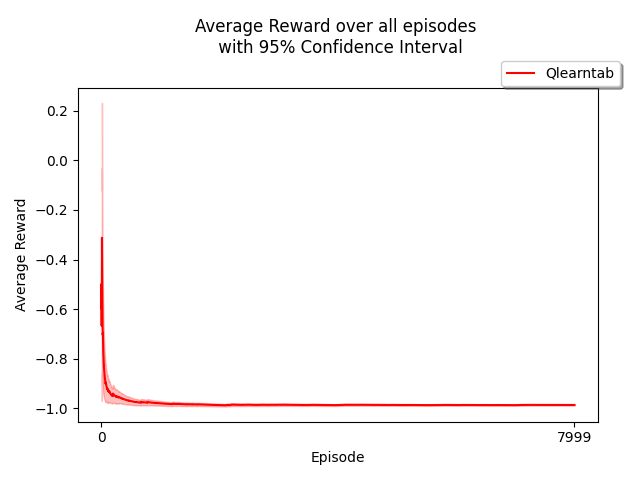 Average Reward over all episodes
with 95% Confidence Interval
Qlearntab
0.2
0.0
−0.2
−0.4
−0.6
−0.8
−1.0
Average Reward
0
7999
Episode